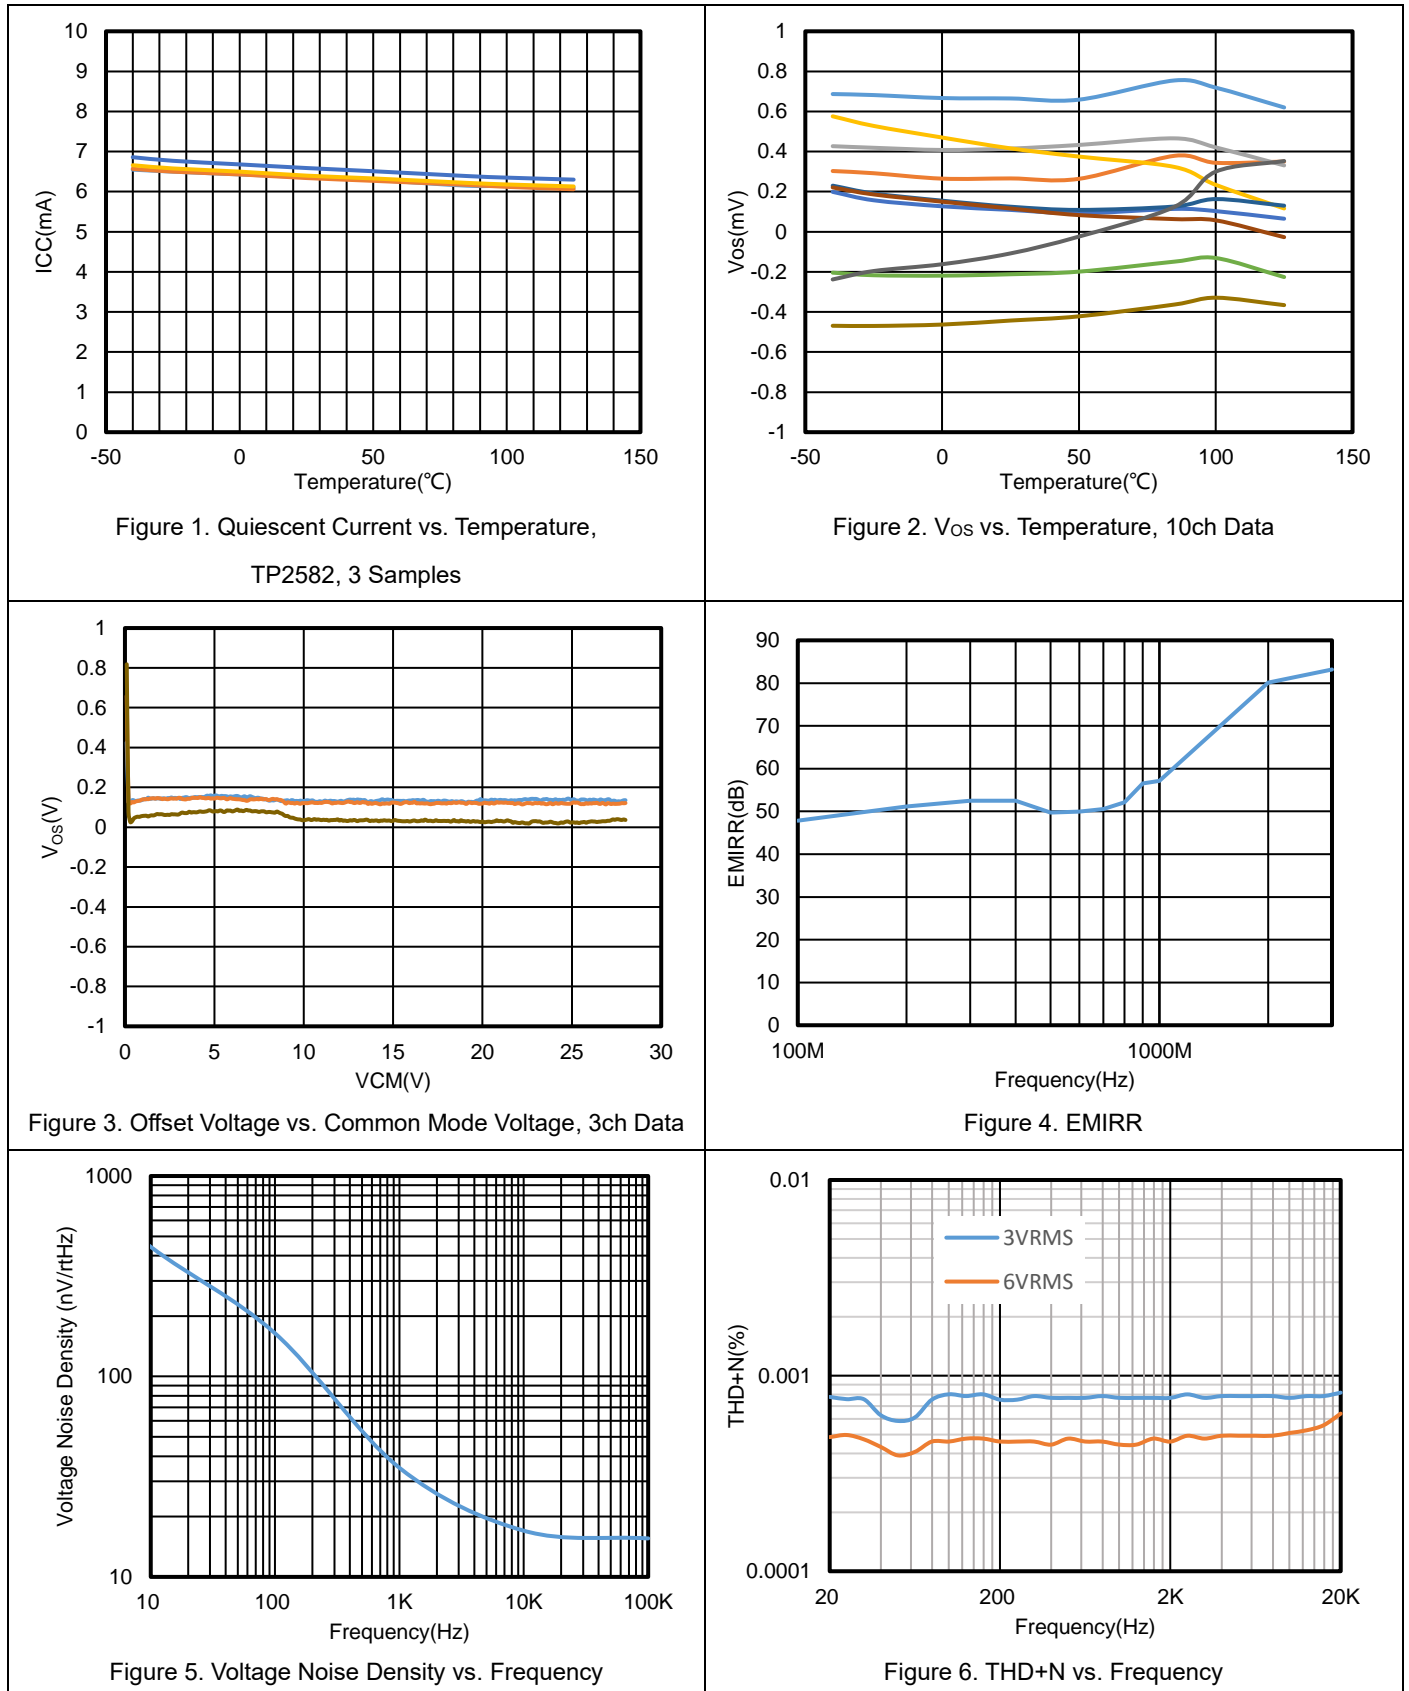 10
9
8
7
6
5
4
3
2
1
0
ICC(mA)
-50 0 50 100 150
Temperature(℃)
Figure 1. Quiescent Current vs. Temperature,
TP2582, 3 Samples
1
0.8
0.6
0.4
0.2
0
-0.2
-0.4
-0.6
-0.8
-1
Vos(mV)
-50 0 50 100 150
Temperature(℃)
Figure 2. VOS vs. Temperature, 10ch Data
1
0.8
0.6
0.4
0.2
0
-0.2
-0.4
-0.6
-0.8
-1
VOS(V)
0 5 10 15 20 25 30
VCM(V)
Figure 3. Offset Voltage vs. Common Mode Voltage, 3ch Data
90
80
70
60
50
40
30
20
10
0
EMIRR(dB)
100M 1000M
Frequency(Hz)
Figure 4. EMIRR
1000
100
10
Voltage Noise Density (nV/rtHz)
10 100 1K 10K 100K
Frequency(Hz)
Figure 5. Voltage Noise Density vs. Frequency
0.01
0.001
0.0001
THD+N(%)
3VRMS
6VRMS
20 200 2K 20K
Frequency(Hz)
Figure 6. THD+N vs. Frequency